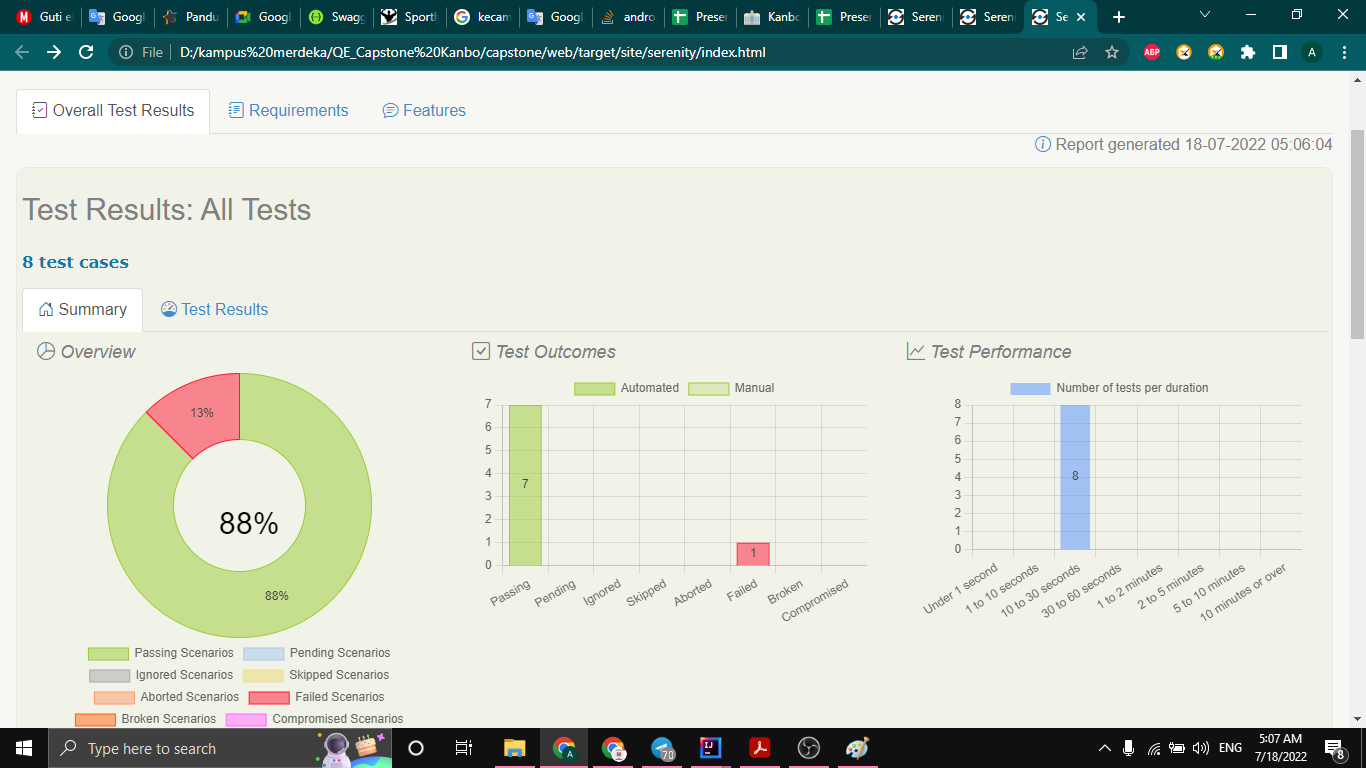 Guti e
Googl
Pandu
Googl
Swagg
Sportl
kecam
Googl
andro
Preser
Kanbo
Preser
Sereni
Sereni
Se
File
D:/kampus%20merdeka/QE_Capstone%20Kanbo/capstone/web/target/site/serenity/index.html
ABP
A
Overall Test Results
Requirements
Features
Report generated 18-07-2022 05:06:04
Test Results: All Tests
8 test cases
Summary
Test Results
Overview
13%
88%
88%
Passing Scenarios
Pending Scenarios
Ignored Scenarios
Skipped Scenarios
Aborted Scenarios
Failed Scenarios
Broken Scenarios
Compromised Scenarios
Test Outcomes
Automated
Manual
7
6
5
4
3
2
1
0
7
1
Passing
Pending
Ignored
Skipped
Aborted
Failed
Broken
Compromised
Test Performance
Number of tests per duration
8
7
6
5
4
3
2
1
0
8
Under 1 second
1 to 10 seconds
10 to 30 seconds
30 to 60 seconds
1 to 2 minutes
2 to 5 minutes
5 to 10 minutes
10 minutes or over
Type here to search
A
70
IJ
ENG
5:07 AM
7/18/2022
8